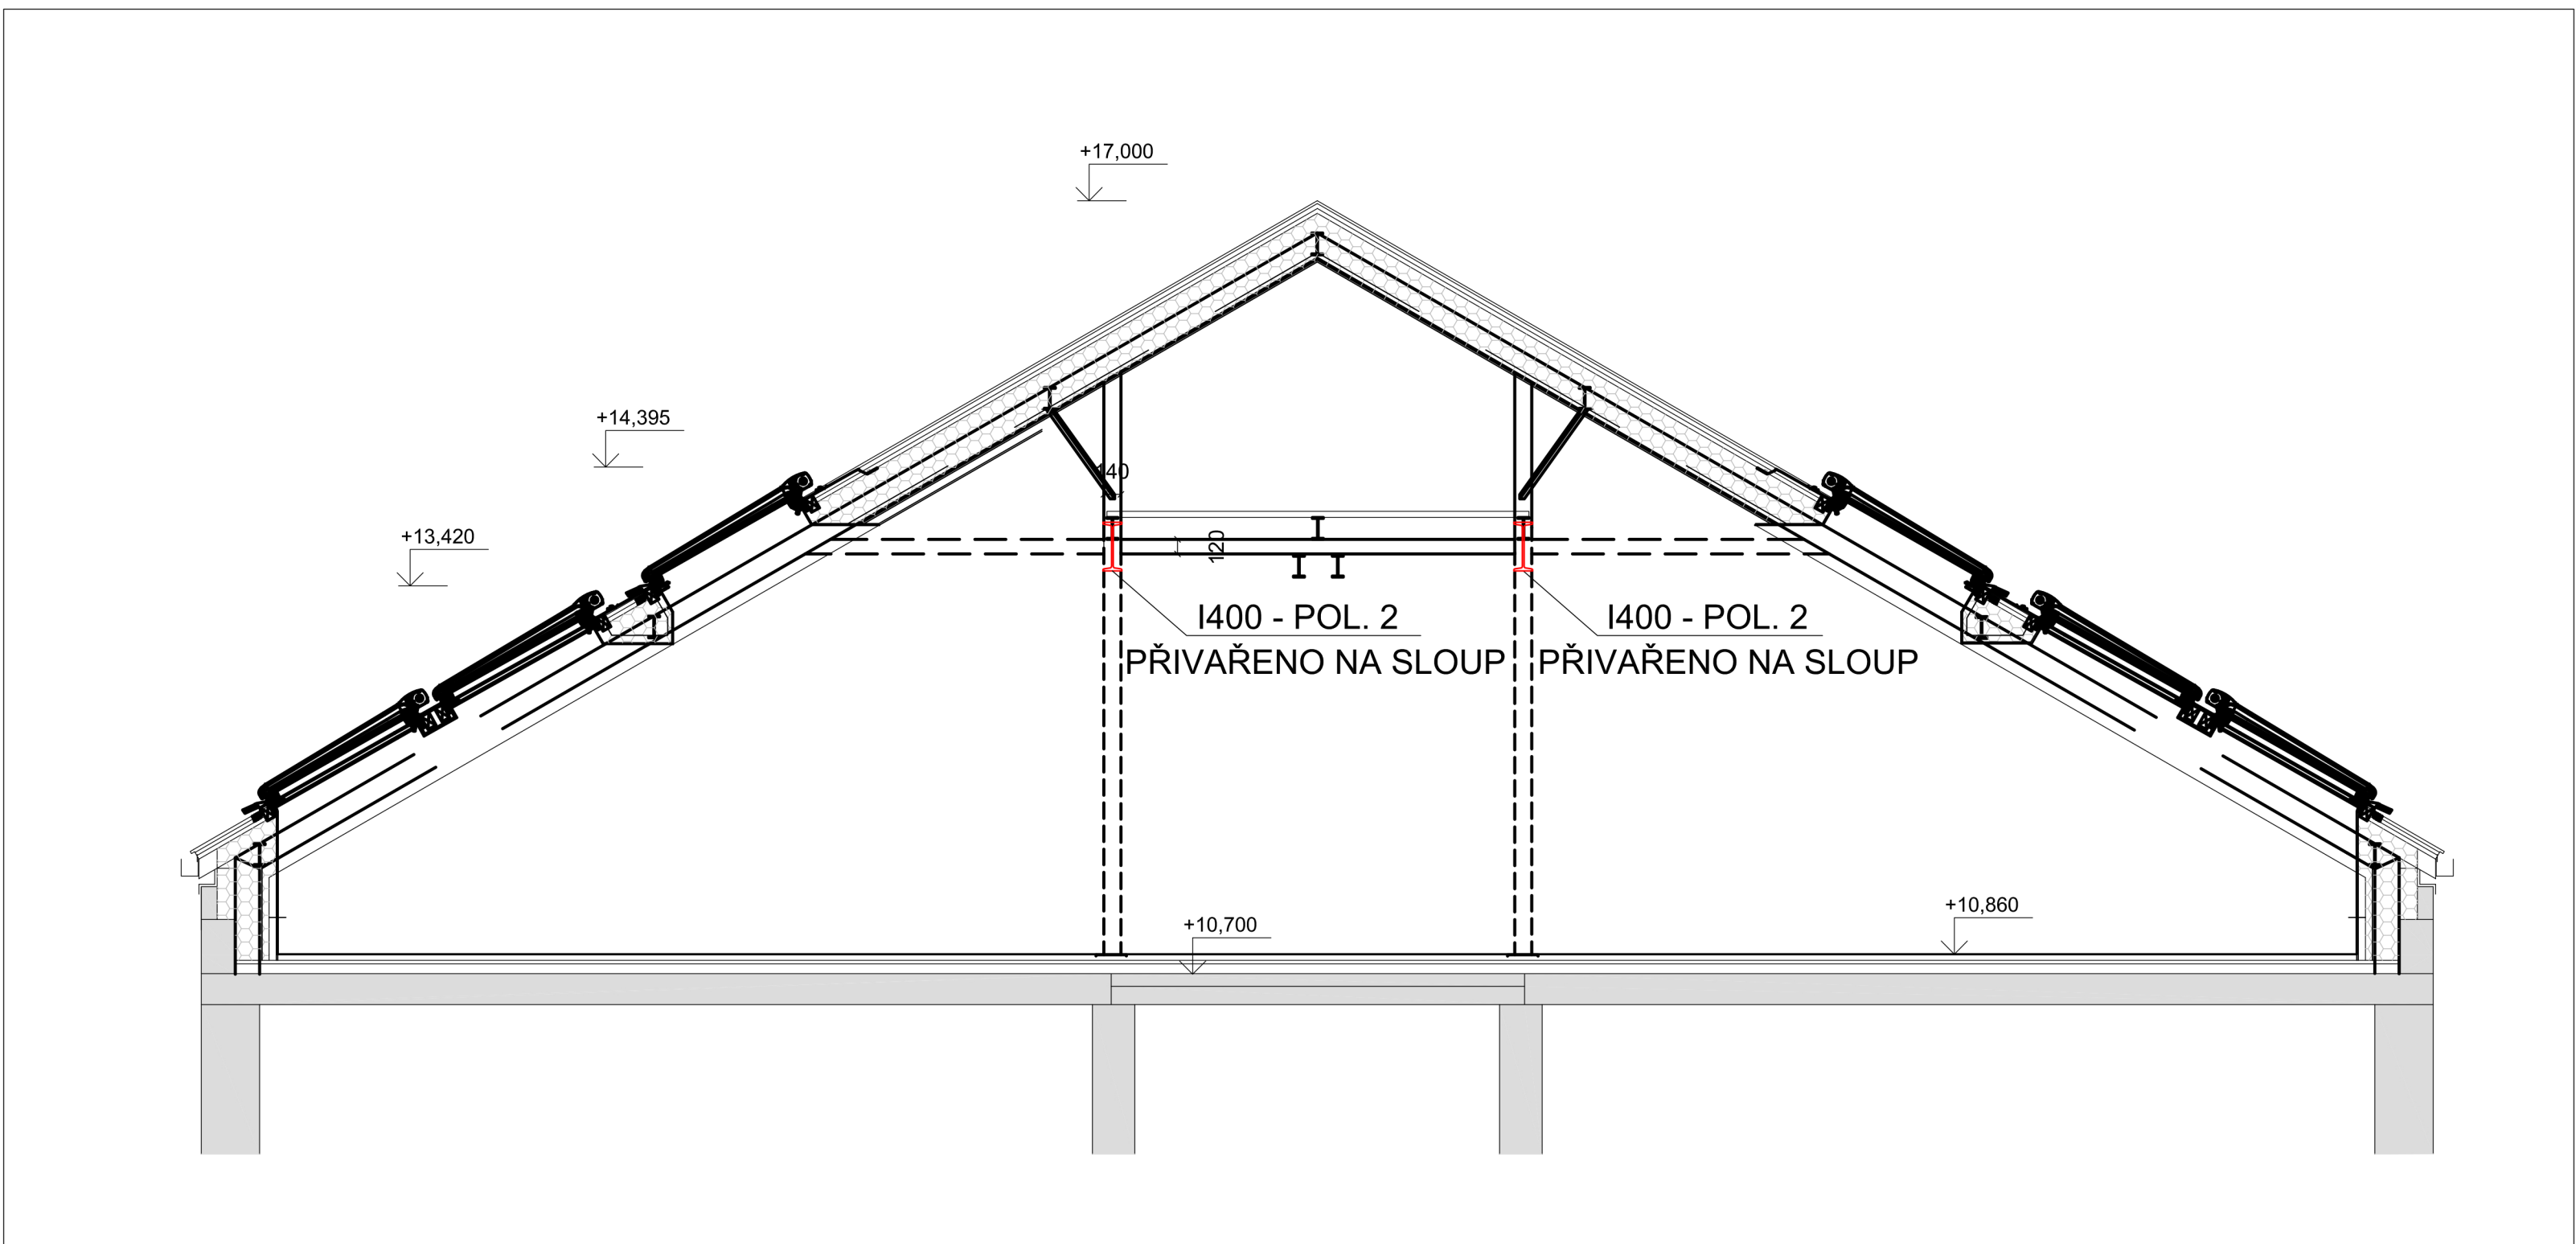 +17,000
+14,395
+13,420
140
120
I400 - POL. 2
PŘIVAŘENO NA SLOUP
I400 - POL. 2
PŘIVAŘENO NA SLOUP
+10,700
+10,860